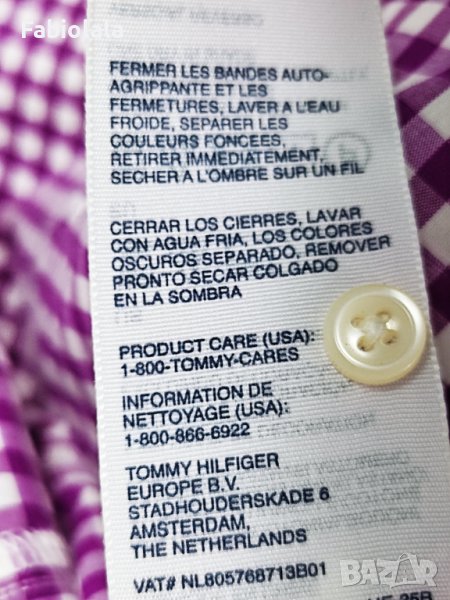 Fabiolala
FERMER LES BANDES AUTO-
AGRIPPANTE ET LES
FERMETURES, LAVER A L'EAU
FROIDE, SEPARER LES
COULEURS FONCEES,
RETIRER IMMEDIATEMENT,
SECHER A L'OMBRE SUR UN FIL
CERRAR LOS CIERRES, LAVAR
CON AGUA FRIA, LOS COLORES
OSCUROS SEPARADO, REMOVER
PRONTO SECAR COLGADO
EN LA SOMBRA
PRODUCT CARE (USA):
1-800-TOMMY-CARES
INFORMATION DE
NETTOYAGE (USA):
1-800-866-6922
TOMMY HILFIGER
EUROPE B.V.
STADHOUDERSKADE 6
AMSTERDAM,
THE NETHERLANDS
VAT# NL805768713B01
BAZAR